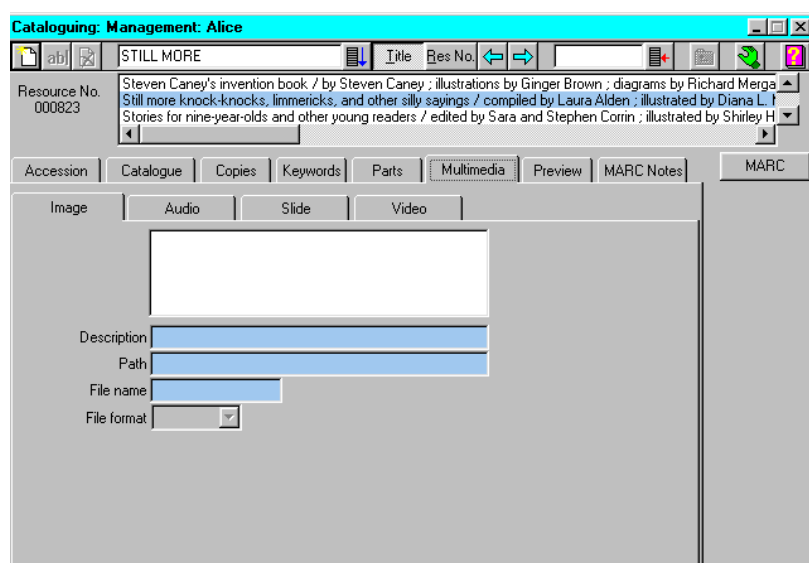 Cataloguing: Management: Alice
ab STILL MORE Title Res No.
Resource No.
000823
Steven Caney's invention book / by Steven Caney ; illustrations by Ginger Brown ; diagrams by Richard Merga
Still more knock-knocks, limmericks, and other silly sayings / compiled by Laura Alden ; illustrated by Diana L.
Stories for nine-year-olds and other young readers / edited by Sara and Stephen Corrin ; illustrated by Shirley H
Accession Catalogue Copies Keywords Parts Multimedia Preview MARC Notes MARC
Image Audio Slide Video
Description
Path
File name
File format